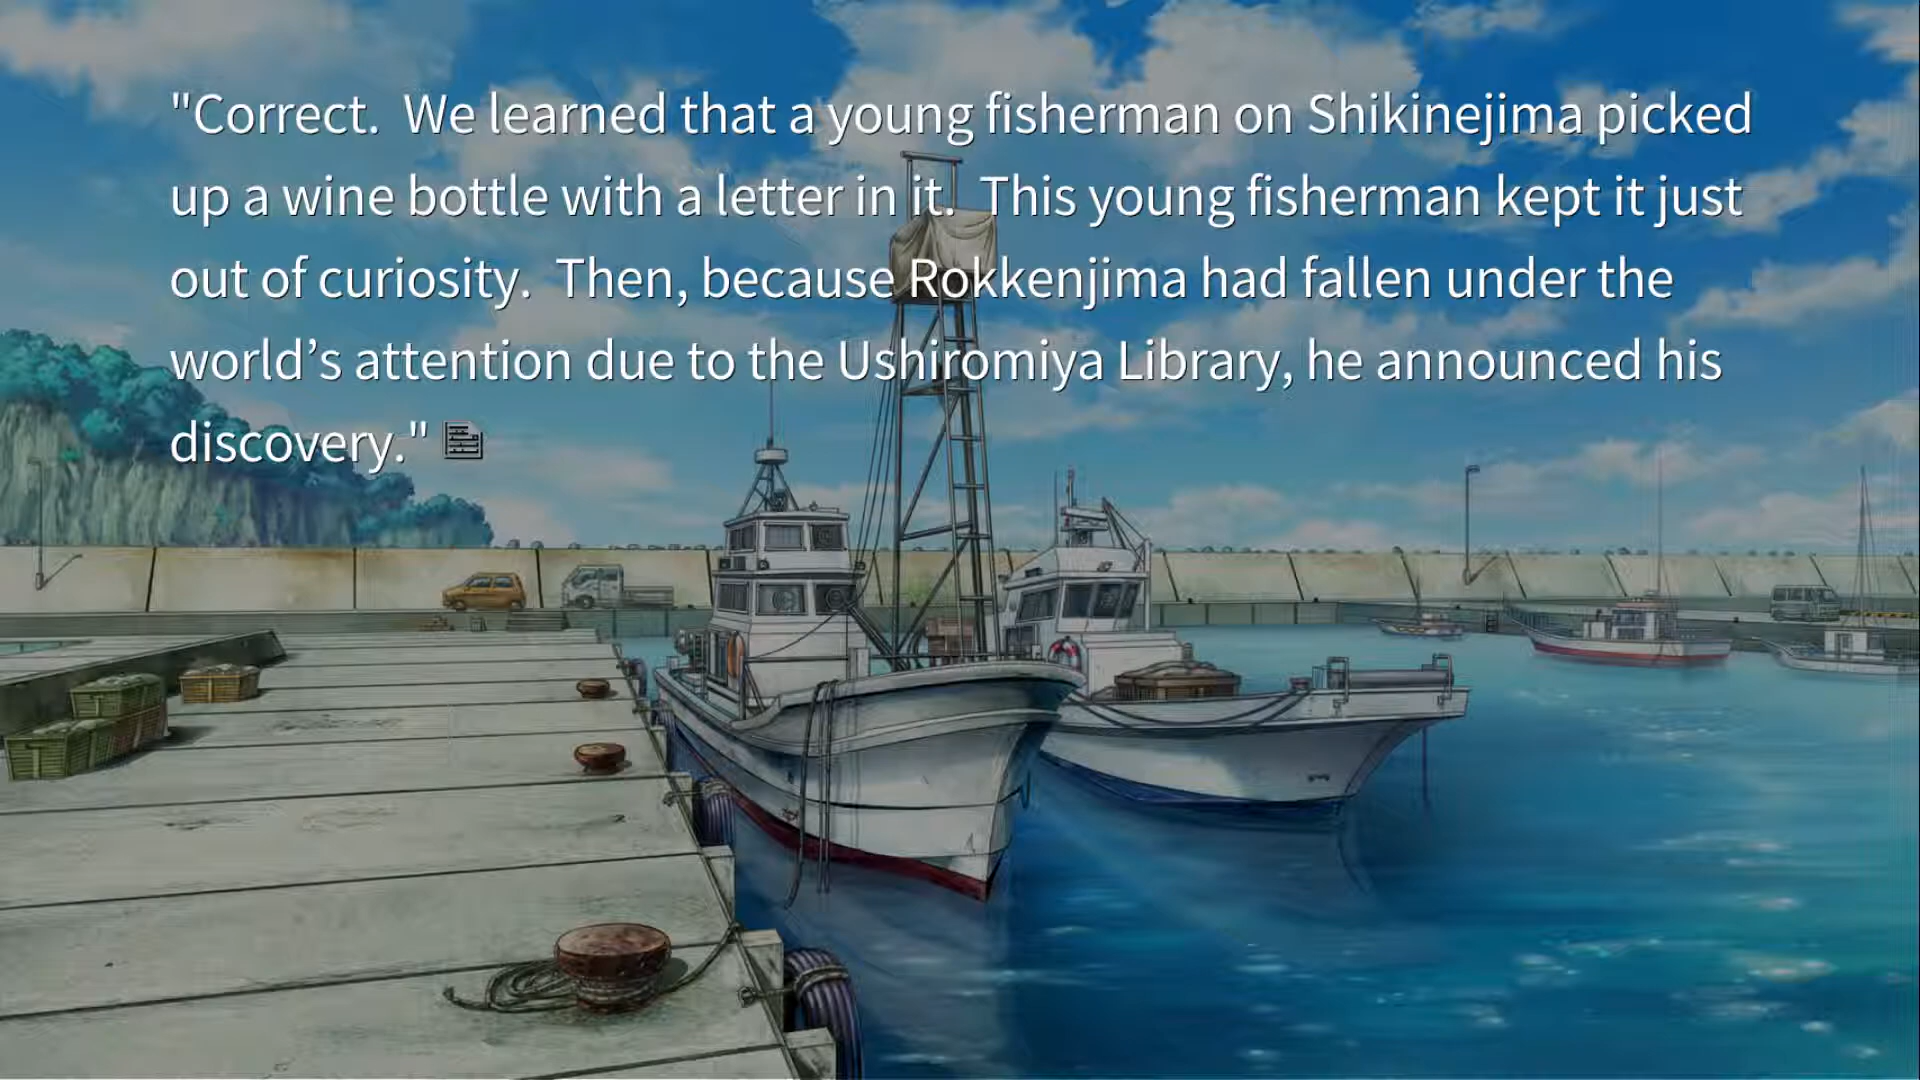 "Correct.  We learned that a young fisherman on Shikinejima picked
up a wine bottle with a letter in it.  This young fisherman kept it just
out of curiosity.  Then, because Rokkenjima had fallen under the
world’s attention due to the Ushiromiya Library, he announced his
discovery."